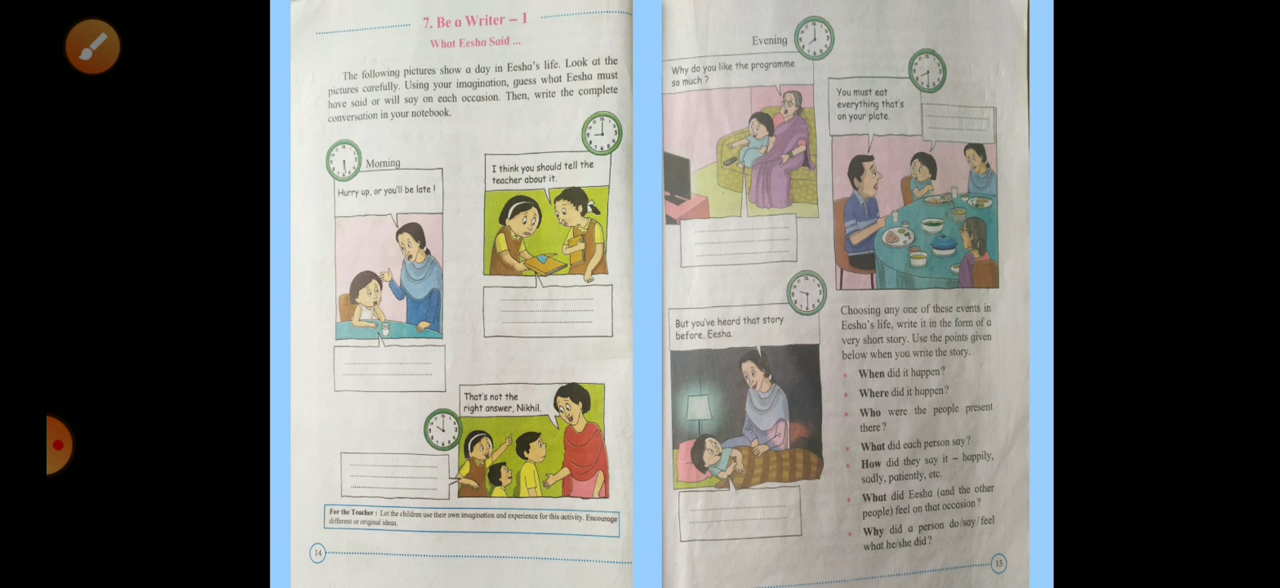 7. Be a Writer – 1
What Eesha Said ...
The following pictures show a day in Eesha's life. Look at the
pictures carefully. Using your imagination, guess what Eesha must
have said or will say on each occasion. Then, write the complete
conversation in your notebook.
Morning
Hurry up, or you'll be late !
I think you should tell the
teacher about it.
That's not the
right answer, Nikhil.
For the Teacher : Let the children use their own imagination and experience for this activity. Encourage
different or original ideas.
14
Evening
Why do you like the programme
so much ?
You must eat
everything that's
on your plate.
But you've heard that story
before, Eesha.
Choosing any one of these events in
Eesha's life, write it in the form of a
very short story. Use the points given
below when you write the story.
• When did it happen?
• Where did it happen?
• Who were the people present
there?
• What did each person say?
• How did they say it – happily,
sadly, patiently, etc.
• What did Eesha (and the other
people) feel on that occasion?
• Why did a person do/say/feel
what he/she did?
15